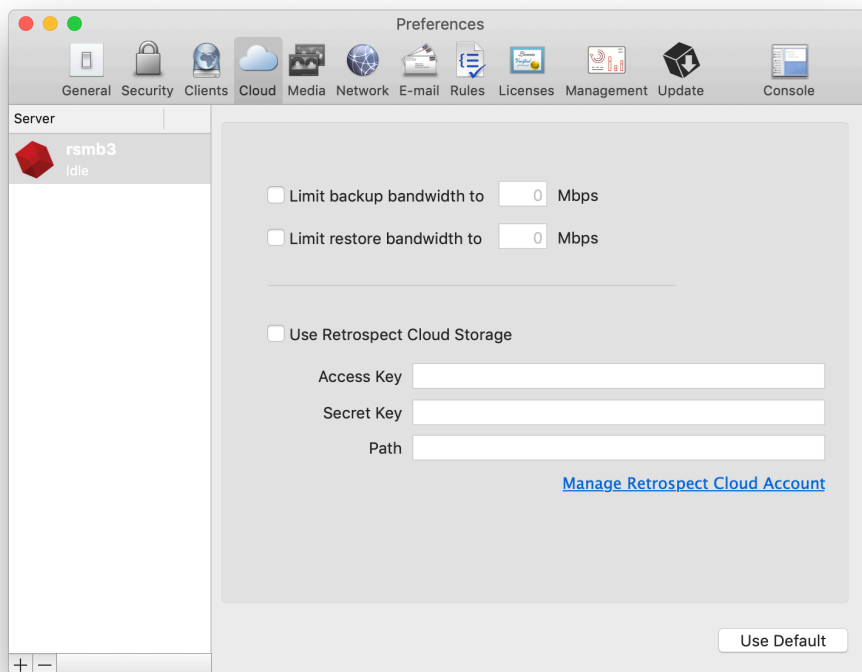 Preferences
General Security Clients Cloud Media Network E-mail Rules Licenses Management Update Console
Server
rsmb3
Idle
Limit backup bandwidth to 0 Mbps
Limit restore bandwidth to 0 Mbps
Use Retrospect Cloud Storage
Access Key
Secret Key
Path
Manage Retrospect Cloud Account
Use Default